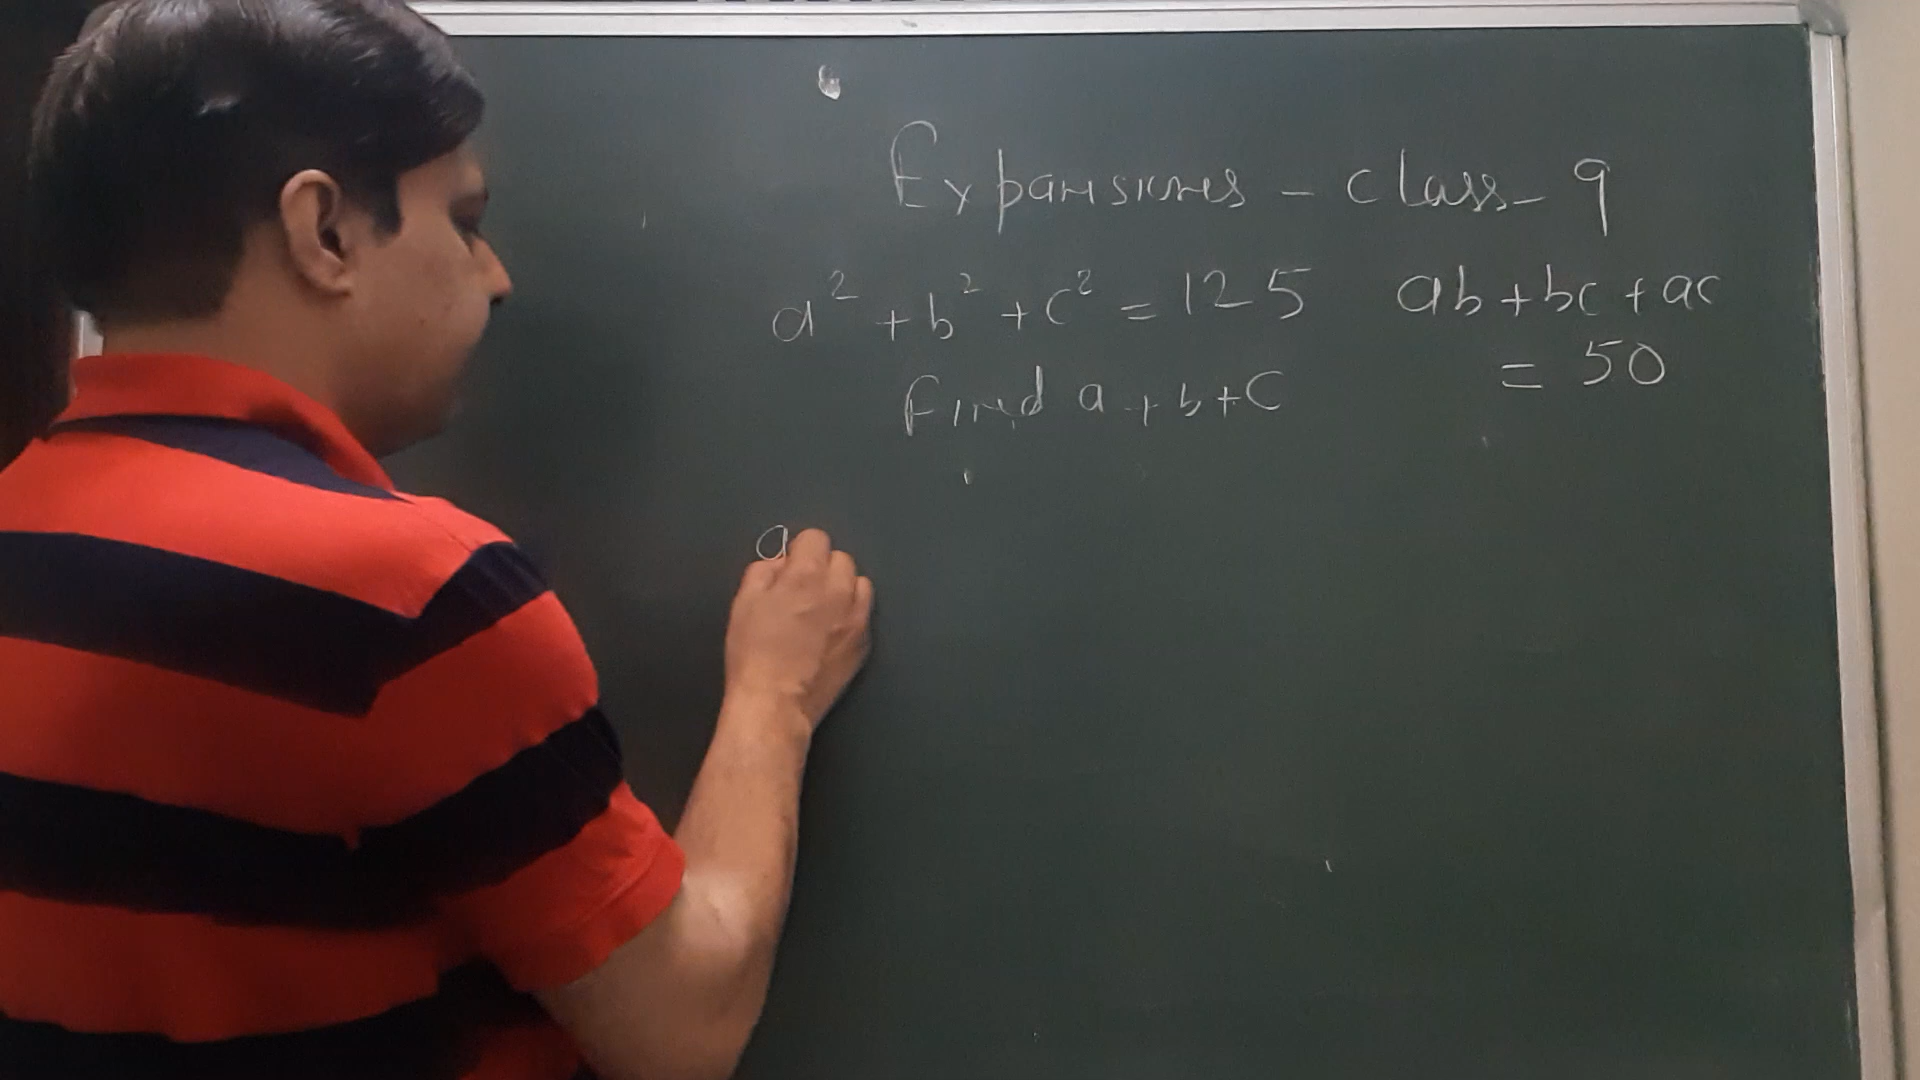 Expansions - class - 9
a² + b² + c² = 125 ab + bc + ac
= 50
Find a + b + c
a